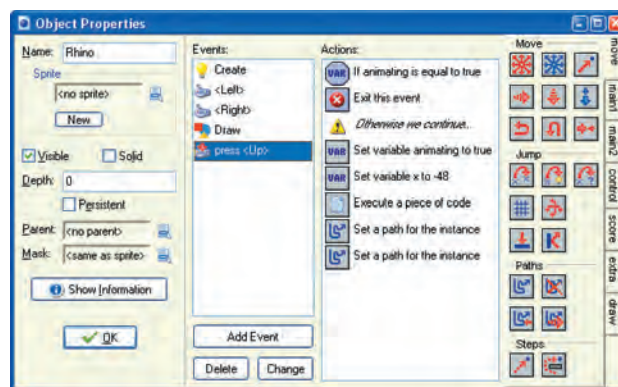 Object Properties
Name: Rhino
Sprite
<no sprite>
New
Visible
Solid
Depth: 0
Persistent
Parent: <no parent>
Mask: <same as sprite>
Show Information
OK
Events:
Create
<Left>
<Right>
Draw
press <Up>
Add Event
Delete
Change
Actions:
VAR If animating is equal to true
Exit this event
Otherwise we continue...
VAR Set variable animating to true
VAR Set variable x to -48
Execute a piece of code
Set a path for the instance
Set a path for the instance
Move
Jump
Paths
Steps
move
main1
main2
control
score
extra
draw